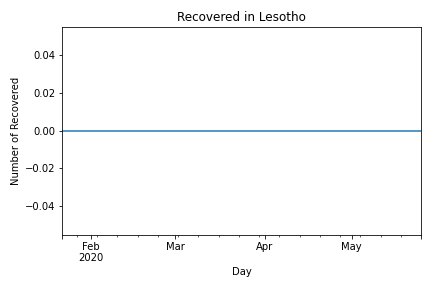 Recovered in Lesotho
0.04
0.02
0.00
−0.02
−0.04
Number of Recovered
Feb
2020
Mar
Apr
May
Day